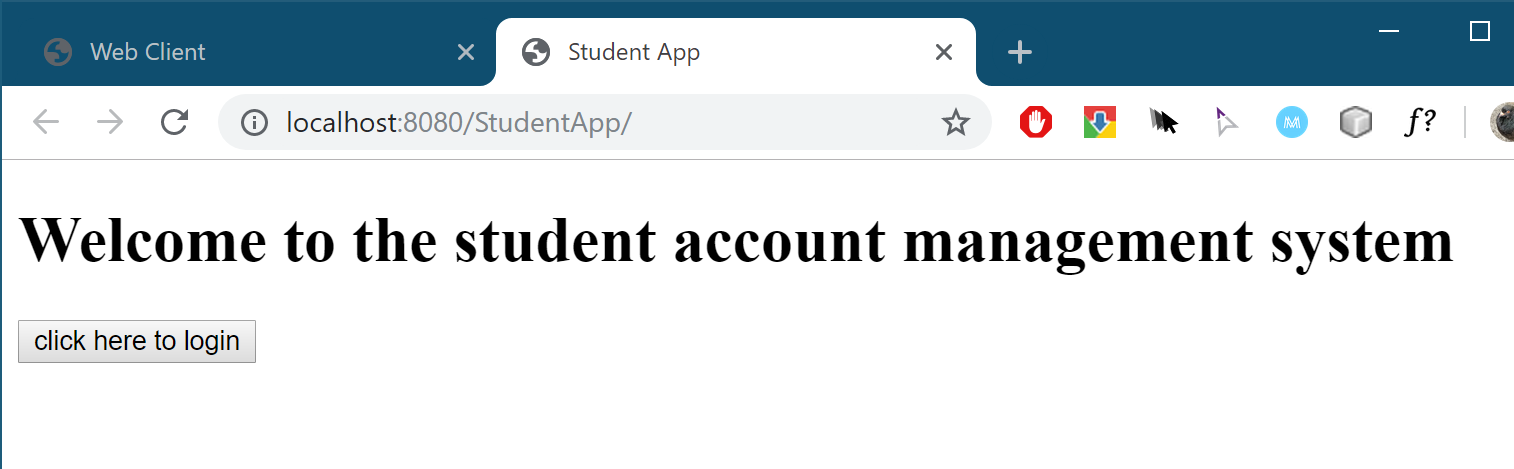 Web Client
Student App
localhost:8080/StudentApp/
f?
Welcome to the student account management system
click here to login